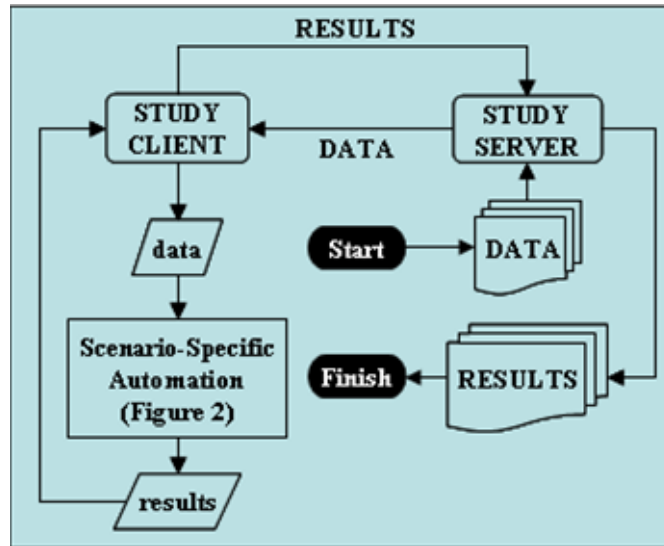 RESULTS
STUDY
CLIENT
STUDY
SERVER
DATA
data
Start
DATA
Scenario-Specific
Automation
(Figure 2)
Finish
RESULTS
results